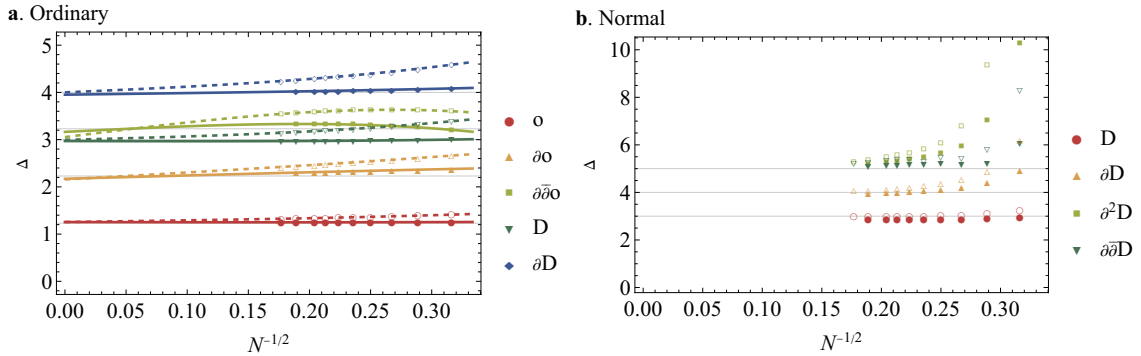 a. Ordinary
5
4
3
2
1
0
Δ
0.00 0.05 0.10 0.15 0.20 0.25 0.30
N^{-1/2}
o
∂o
∂∂̄o
D
∂D
b. Normal
10
8
6
4
2
0
Δ
0.00 0.05 0.10 0.15 0.20 0.25 0.30
N^{-1/2}
D
∂D
∂²D
∂∂̄D